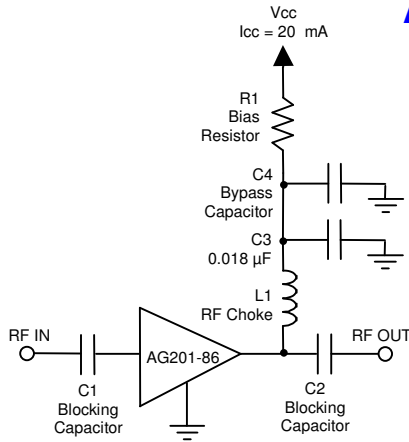 Vcc
Icc = 20 mA
R1
Bias
Resistor
C4
Bypass
Capacitor
C3
0.018 µF
L1
RF Choke
RF IN
AG201-86
RF OUT
C1
Blocking
Capacitor
C2
Blocking
Capacitor